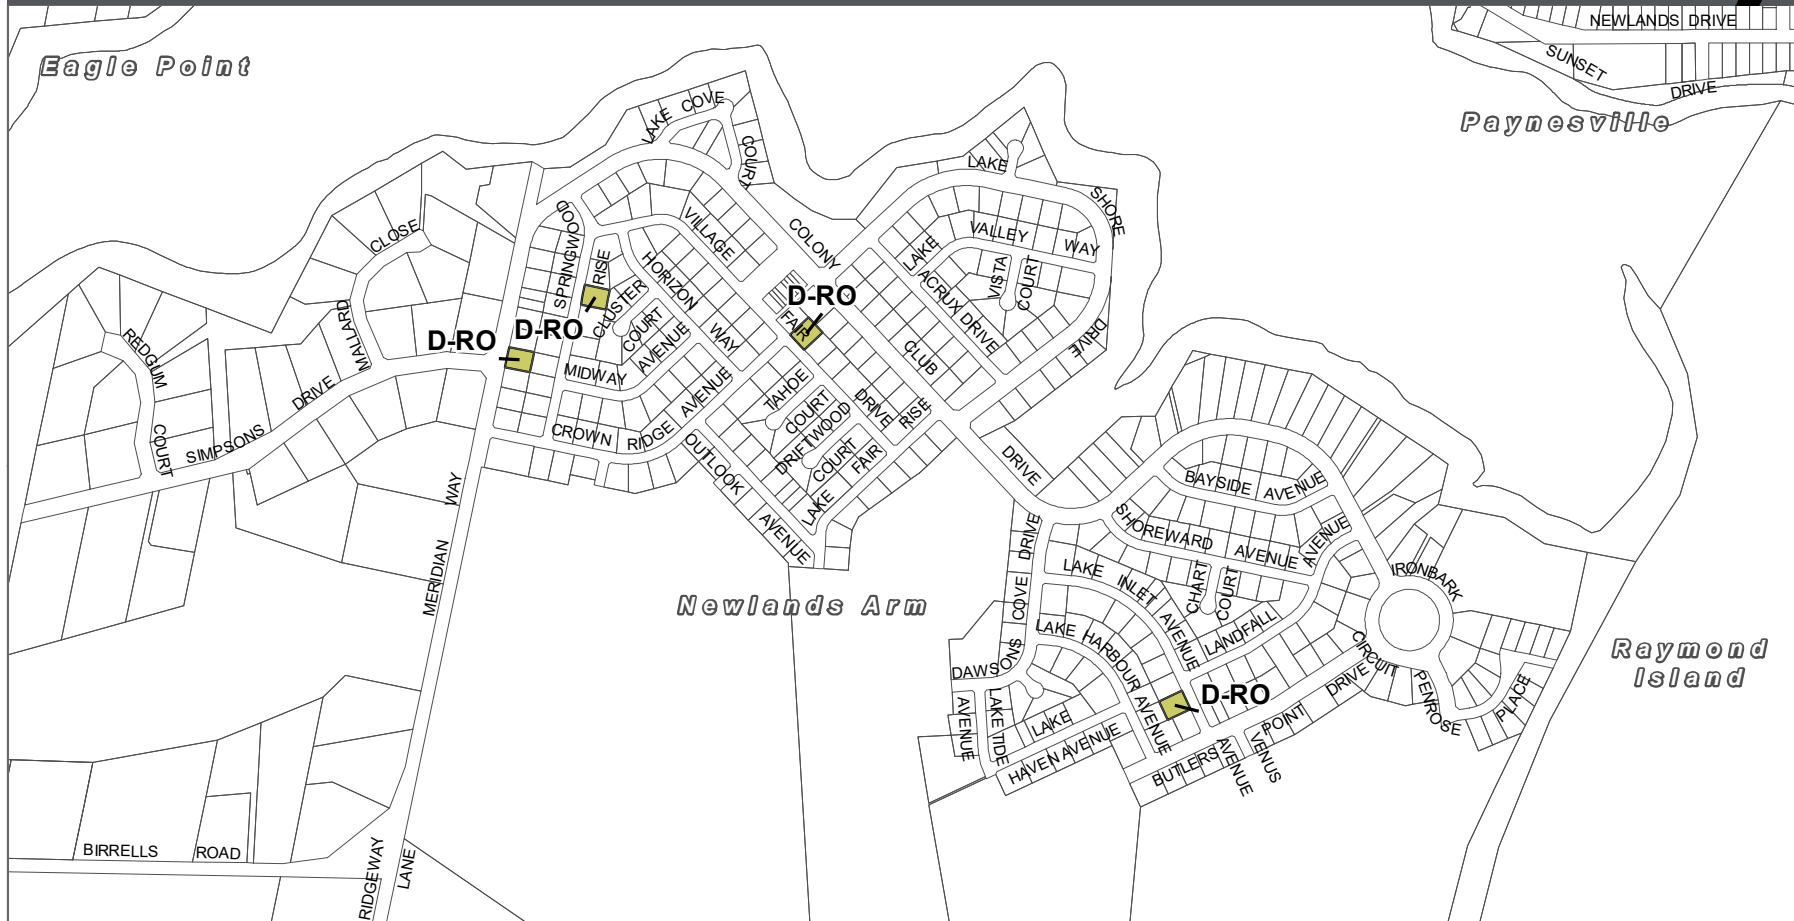 NEWLANDS DRIVE
SUNSET
DRIVE
Eagle Point
Paynesville
LAKE COVE
COURT
LAKE
SHORE
DRIVE
COLONY
CLUB
DRIVE
VILLAGE
SPRINGWOOD
RISE
CLOSE
MALLARD
REDGUM
COURT
SIMPSONS DRIVE
HORIZON
WAY
CLUSTER
COURT
MIDWAY
AVENUE
CROWN RIDGE AVENUE
OUTLOOK
AVENUE
D-RO
D-RO
D-RO
FAIR
DRIVE
TAHOE
COURT
DRIFTWOOD
COURT
LAKE FAIR RISE
LAKE
VALLEY WAY
VISTA
COURT
ACRUX DRIVE
MERIDIAN WAY
Newlands Arm
BAYSIDE AVENUE
SHOREWARD AVENUE
AVENUE
CHART
COURT
LANDFALL
IRONBARK
CIRCUIT
PENROSE
PLACE
DAWSONS COVE DRIVE
LAKE INLET AVENUE
LAKE HARBOUR AVENUE
AVENUE
LAKE TIDE
LAKE
HAVEN AVENUE
D-RO
BUTLERS POINT DRIVE
AVENUE
VENUS
Raymond
Island
BIRRELLS ROAD
RIDGEWAY
LANE